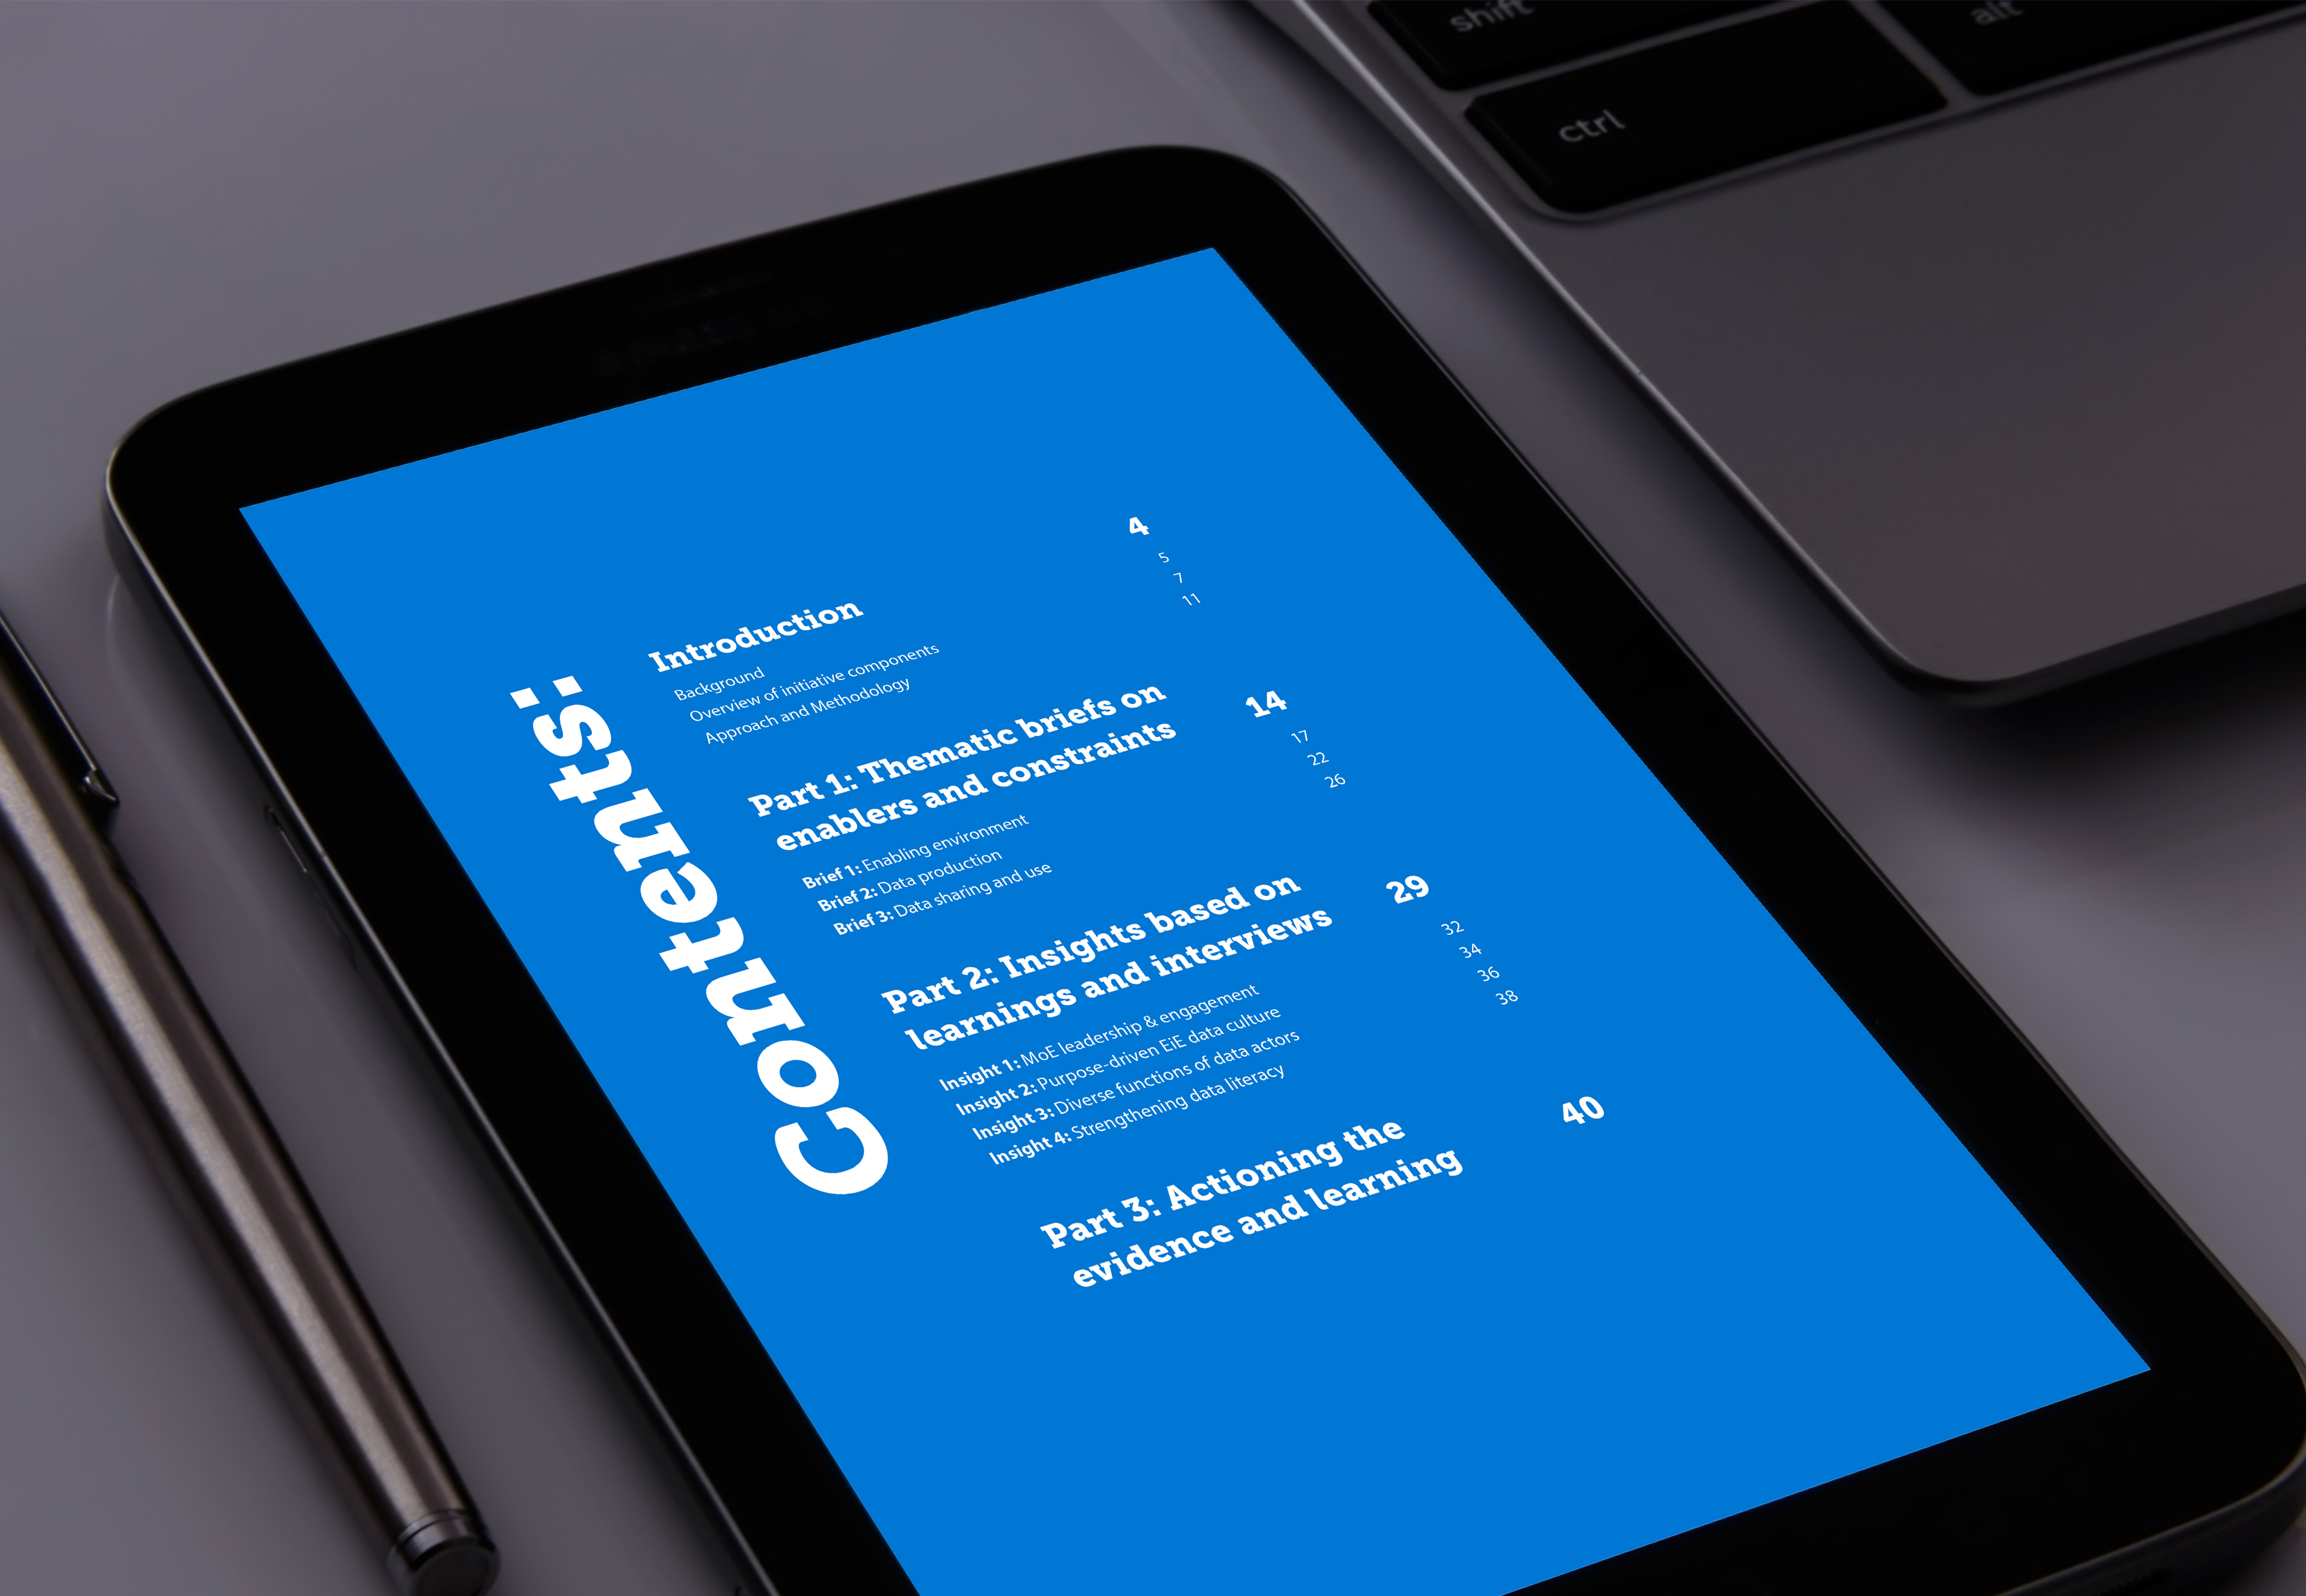 shift
alt
ctrl
Contents:
Introduction 4
Background 5
Overview of initiative components 7
Approach and Methodology 11
Part 1: Thematic briefs on 14
enablers and constraints
Brief 1: Enabling environment 17
Brief 2: Data production 22
Brief 3: Data sharing and use 26
Part 2: Insights based on 29
learnings and interviews
Insight 1: MoE leadership & engagement 32
Insight 2: Purpose-driven EiE data culture 34
Insight 3: Diverse functions of data actors 36
Insight 4: Strengthening data literacy 38
Part 3: Actioning the 40
evidence and learning